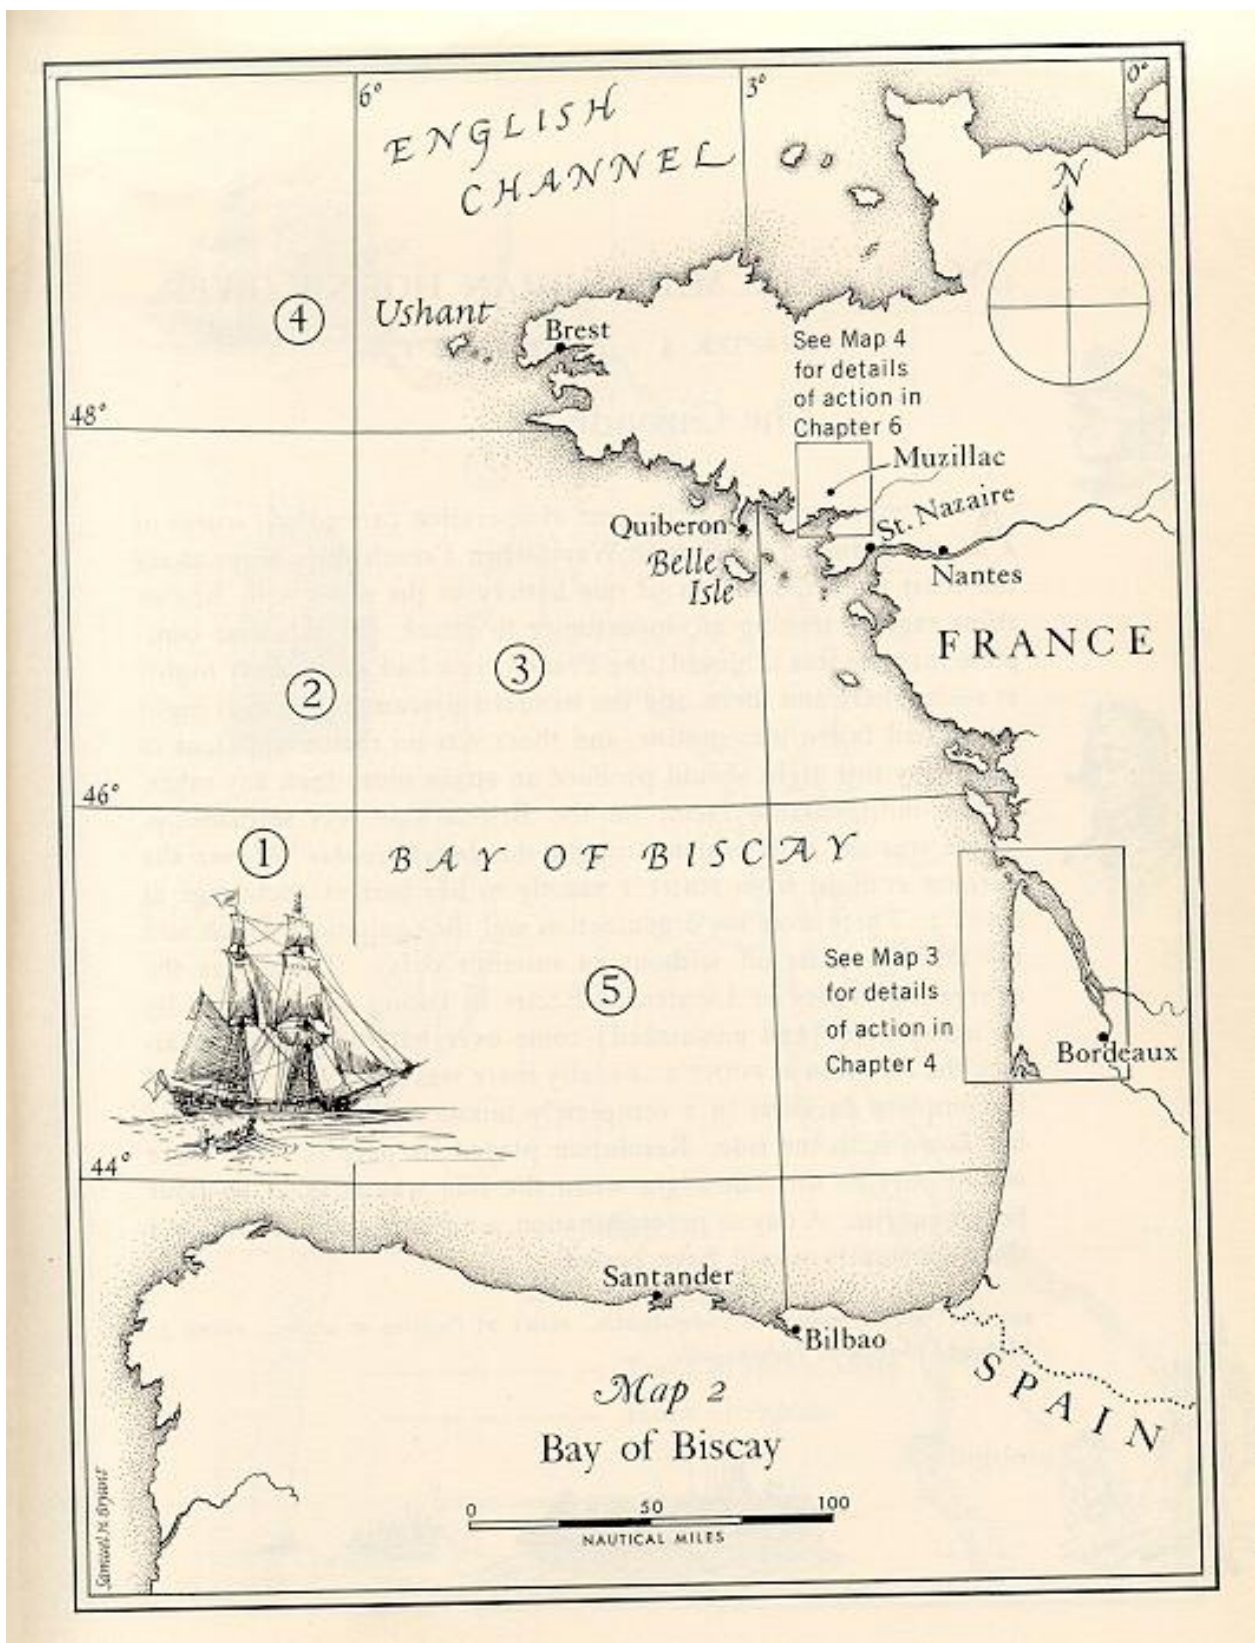 6°
3°
0°
ENGLISH
CHANNEL
N
④
Ushant
Brest
See Map 4
for details
of action in
Chapter 6
48°
Muzillac
St. Nazaire
Quiberon
Belle
Isle
Nantes
FRANCE
③
②
46°
①
BAY OF BISCAY
⑤
See Map 3
for details
of action in
Chapter 4
Bordeaux
44°
Santander
Bilbao
SPAIN
Map 2
Bay of Biscay
0 50 100
NAUTICAL MILES
Samuel H. Bryant